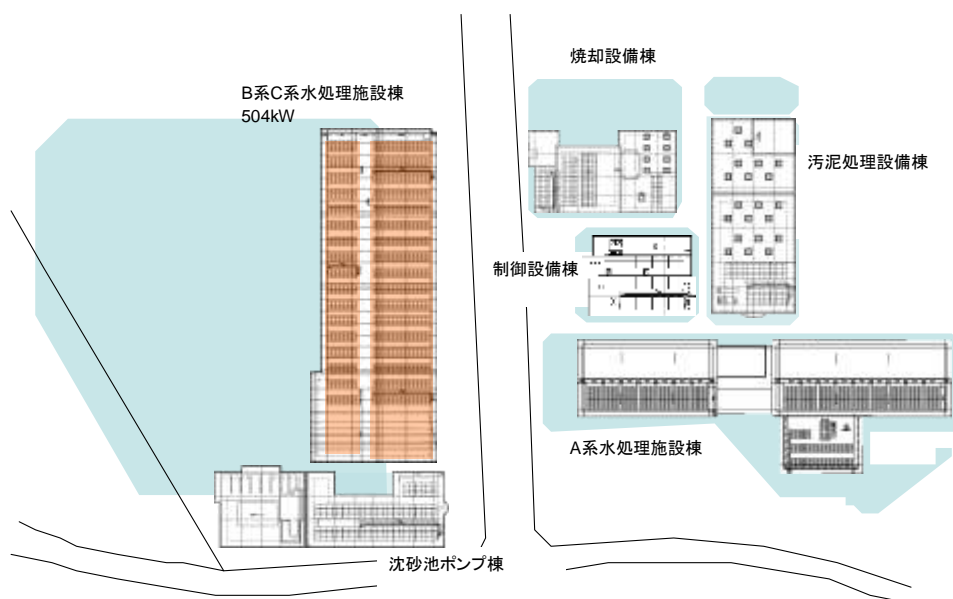 焼却設備棟
B系C系水処理施設棟
504kW
汚泥処理設備棟
制御設備棟
A系水処理施設棟
沈砂池ポンプ棟